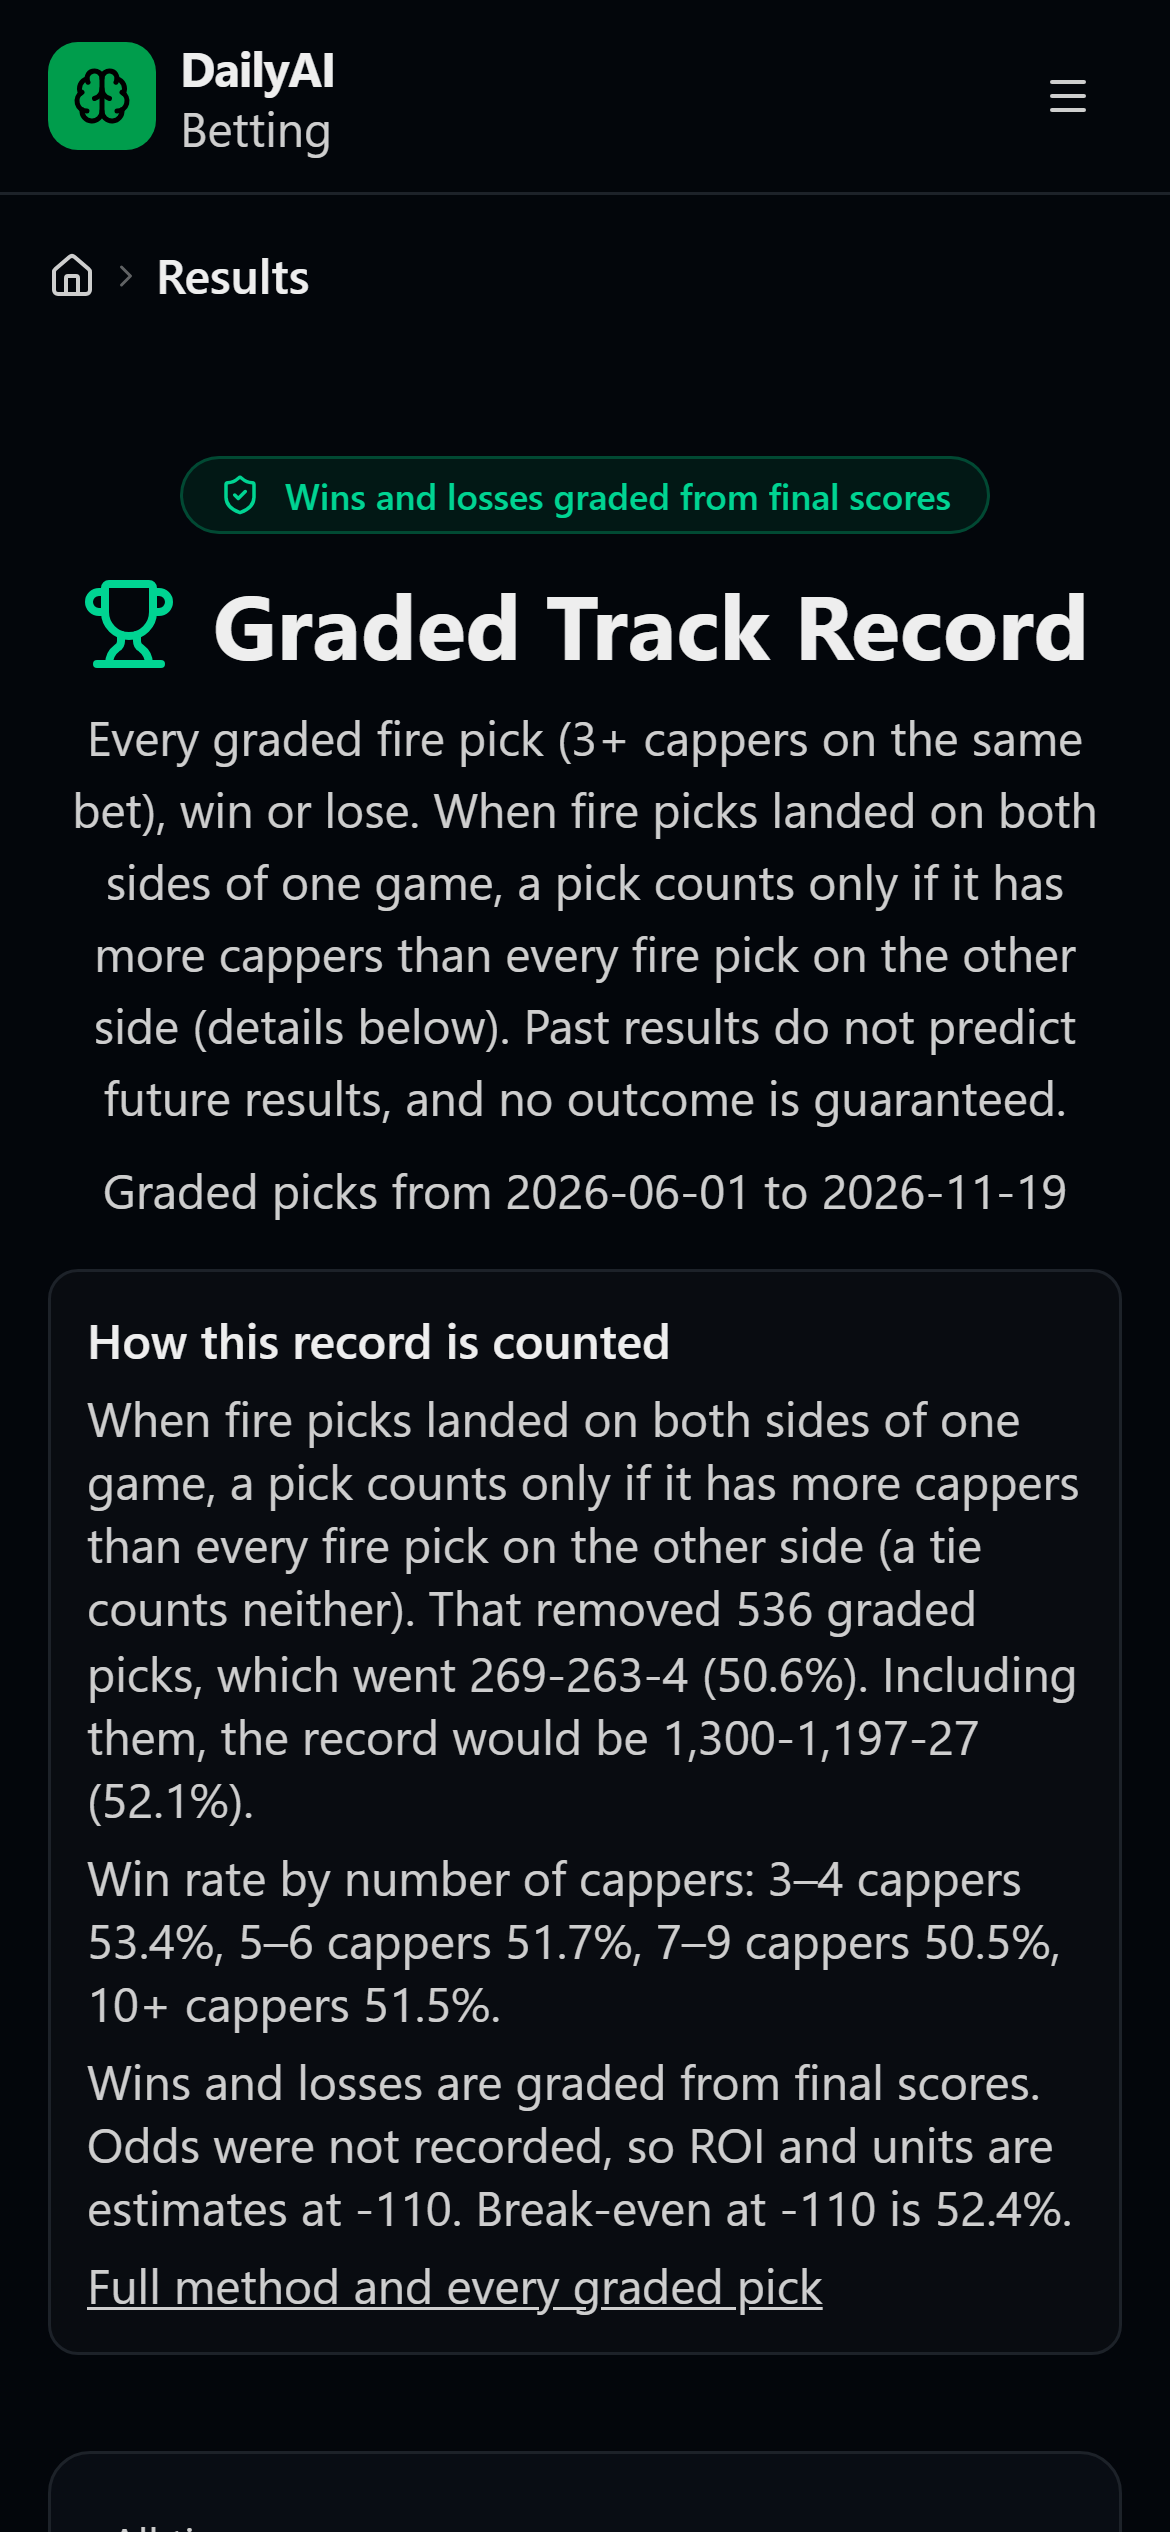 DailyAI
Betting
Results
Wins and losses graded from final scores
Graded Track Record
Every graded fire pick (3+ cappers on the same
bet), win or lose. When fire picks landed on both
sides of one game, a pick counts only if it has
more cappers than every fire pick on the other
side (details below). Past results do not predict
future results, and no outcome is guaranteed.
Graded picks from 2026-06-01 to 2026-11-19
How this record is counted
When fire picks landed on both sides of one
game, a pick counts only if it has more cappers
than every fire pick on the other side (a tie
counts neither). That removed 536 graded
picks, which went 269-263-4 (50.6%). Including
them, the record would be 1,300-1,197-27
(52.1%).
Win rate by number of cappers: 3–4 cappers
53.4%, 5–6 cappers 51.7%, 7–9 cappers 50.5%,
10+ cappers 51.5%.
Wins and losses are graded from final scores.
Odds were not recorded, so ROI and units are
estimates at -110. Break-even at -110 is 52.4%.
Full method and every graded pick